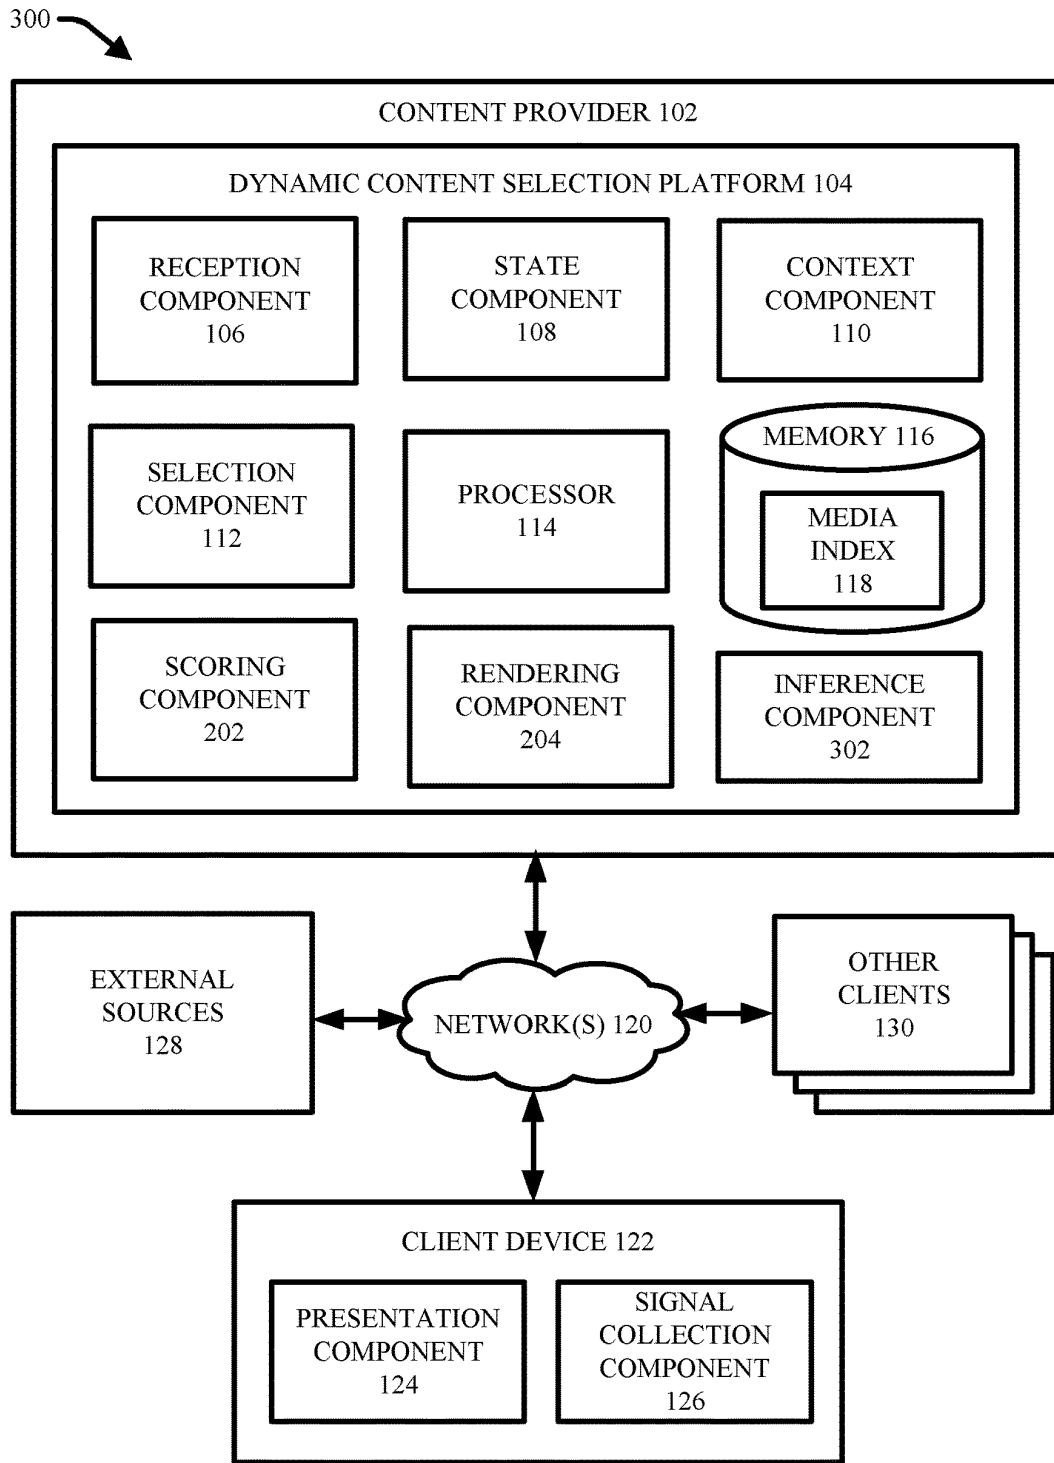 300
CONTENT PROVIDER 102
DYNAMIC CONTENT SELECTION PLATFORM 104
RECEPTION
COMPONENT
106
STATE
COMPONENT
108
CONTEXT
COMPONENT
110
SELECTION
COMPONENT
112
PROCESSOR
114
MEMORY 116
MEDIA
INDEX
118
SCORING
COMPONENT
202
RENDERING
COMPONENT
204
INFERENCE
COMPONENT
302
EXTERNAL
SOURCES
128
NETWORK(S) 120
OTHER
CLIENTS
130
CLIENT DEVICE 122
PRESENTATION
COMPONENT
124
SIGNAL
COLLECTION
COMPONENT
126